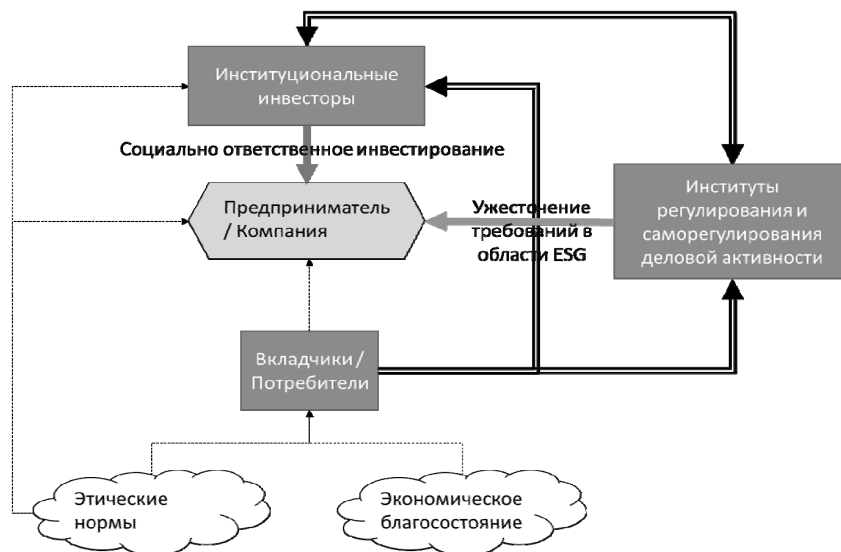 Институциональные
инвесторы
Социально ответственное инвестирование
Предприниматель
/ Компания
Ужесточение
требований в
области ESG
Институты
регулирования и
саморегулирования
деловой активности
Вкладчики /
Потребители
Этические
нормы
Экономическое
благосостояние